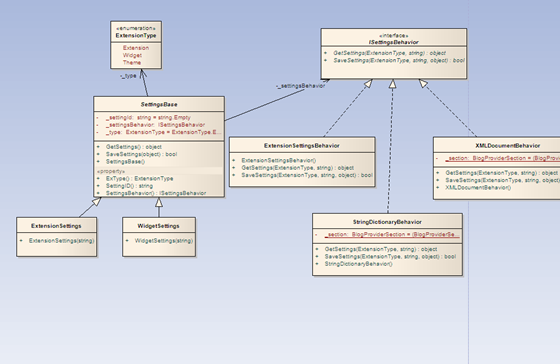 «enumeration»
ExtensionType
Extension
Widget
Theme
-_type
«interface»
ISettingsBehavior
+ GetSettings(ExtensionType, string) : object
+ SaveSettings(ExtensionType, string, object) : bool
-_settingsBehavior
SettingsBase
- _settingId: string = string.Empty
- _settingsBehavior: ISettingsBehavior
- _type: ExtensionType = ExtensionType.E...
+ GetSettings() : object
+ SaveSettings(object) : bool
+ SettingsBase()
«property»
+ ExType() : ExtensionType
+ SettingID() : string
+ SettingsBehavior() : ISettingsBehavior
ExtensionSettingsBehavior
+ ExtensionSettingsBehavior()
+ GetSettings(ExtensionType, string) : object
+ SaveSettings(ExtensionType, string, object) : bool
XMLDocumentBehavior
- _section: BlogProviderSection = (BlogProvi
+ GetSettings(ExtensionType, string) : object
+ SaveSettings(ExtensionType, string, object)
+ XMLDocumentBehavior()
ExtensionSettings
+ ExtensionSettings(string)
WidgetSettings
+ WidgetSettings(string)
StringDictionaryBehavior
- _section: BlogProviderSection = (BlogProviderSe...
+ GetSettings(ExtensionType, string) : object
+ SaveSettings(ExtensionType, string, object) : bool
+ StringDictionaryBehavior()